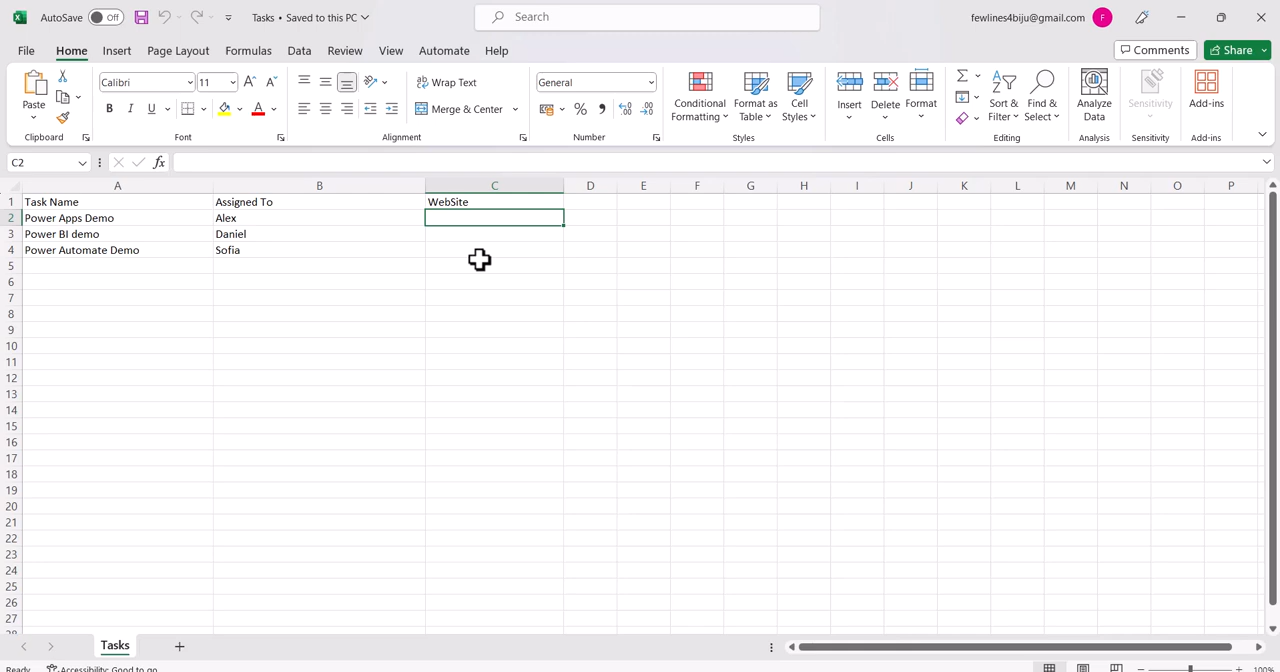 AutoSave Off Tasks • Saved to this PC Search fewlines4biju@gmail.com F
File Home Insert Page Layout Formulas Data Review View Automate Help Comments Share
Paste Calibri 11 Wrap Text General Conditional Formatting Format as Table Cell Styles Insert Delete Format Sort & Filter Find & Select Analyze Data Sensitivity Add-ins
B I U Merge & Center
Clipboard Font Alignment Number Styles Cells Editing Analysis Sensitivity Add-ins
C2 fx
A B C D E F G H I J K L M N O P
1 Task Name Assigned To WebSite
2 Power Apps Demo Alex
3 Power BI demo Daniel
4 Power Automate Demo Sofia
5
6
7
8
9
10
11
12
13
14
15
16
17
18
19
20
21
22
23
24
25
26
27
28
Tasks
Ready Accessibility: Good to go 100%